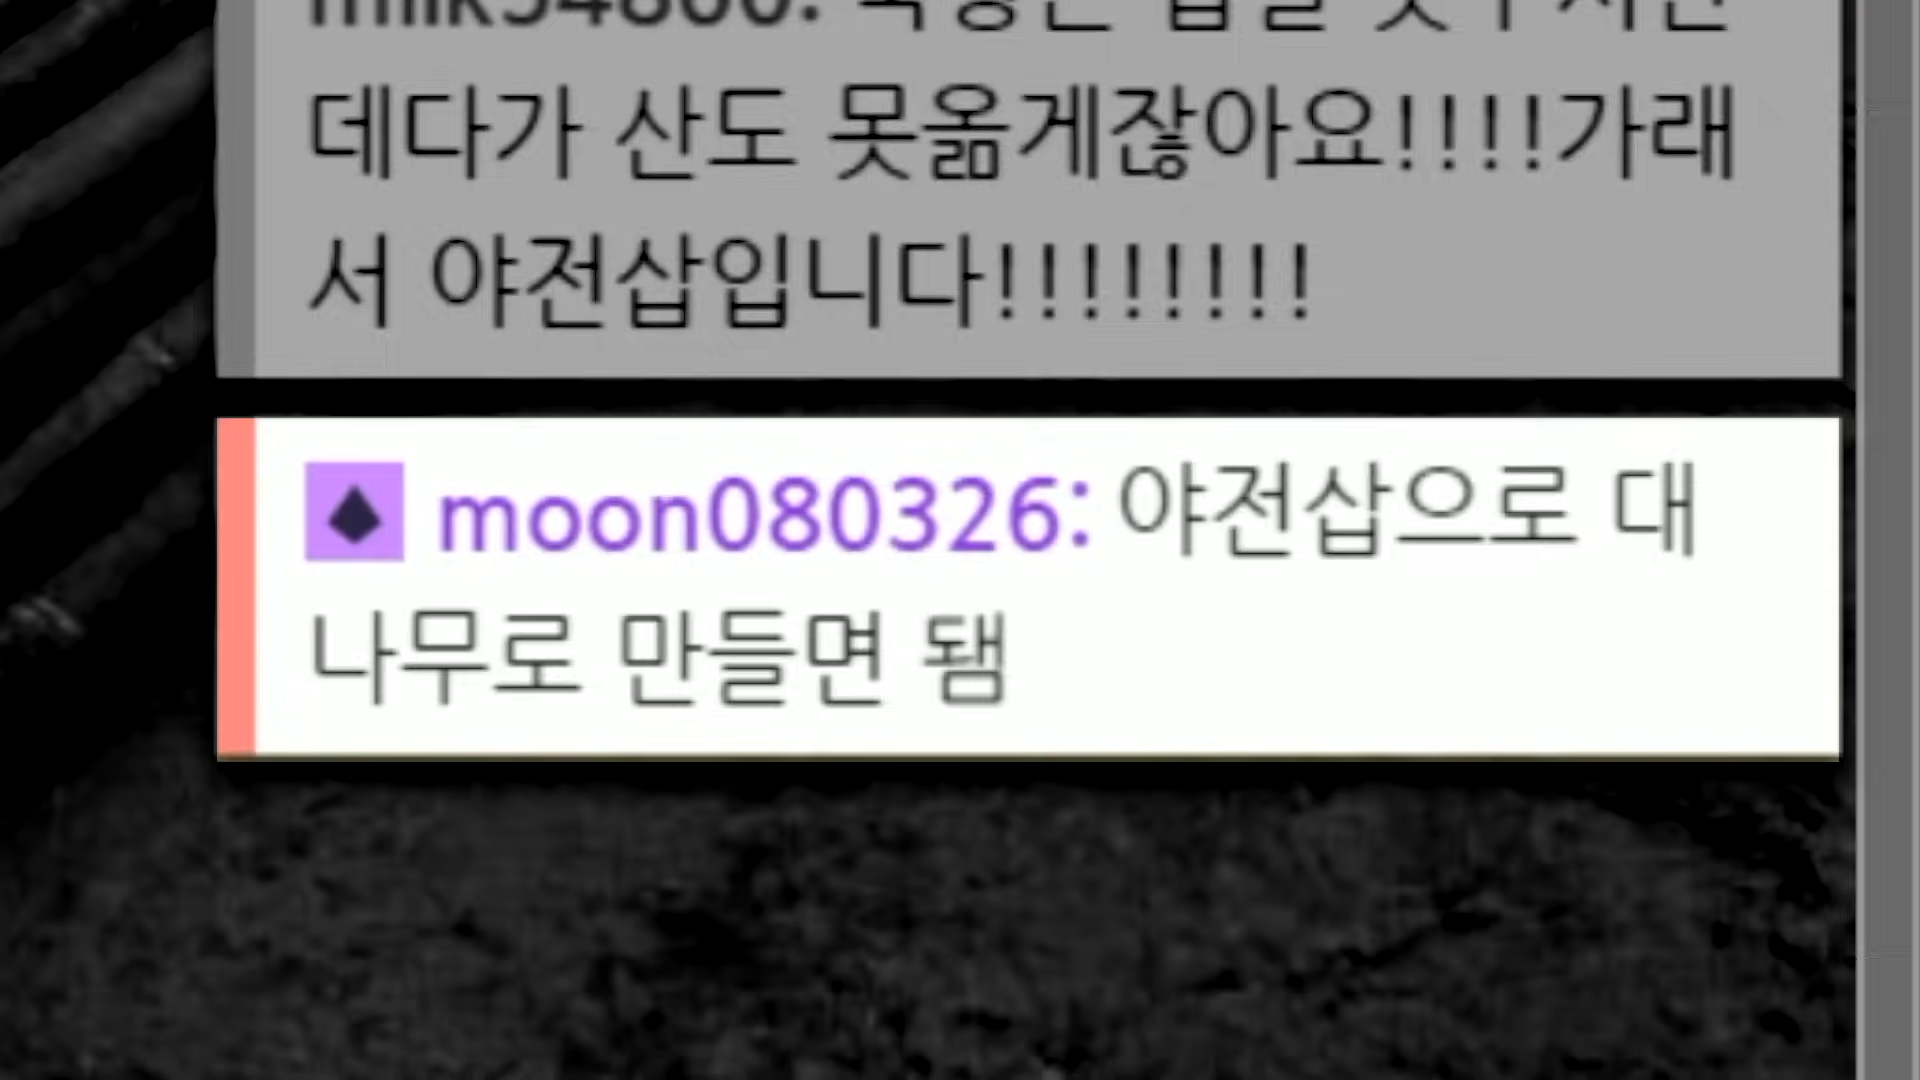 데다가 산도 못옮게잖아요!!!!가래
서 야전삽입니다!!!!!!!!
moon080326: 야전삽으로 대
나무로 만들면 됌